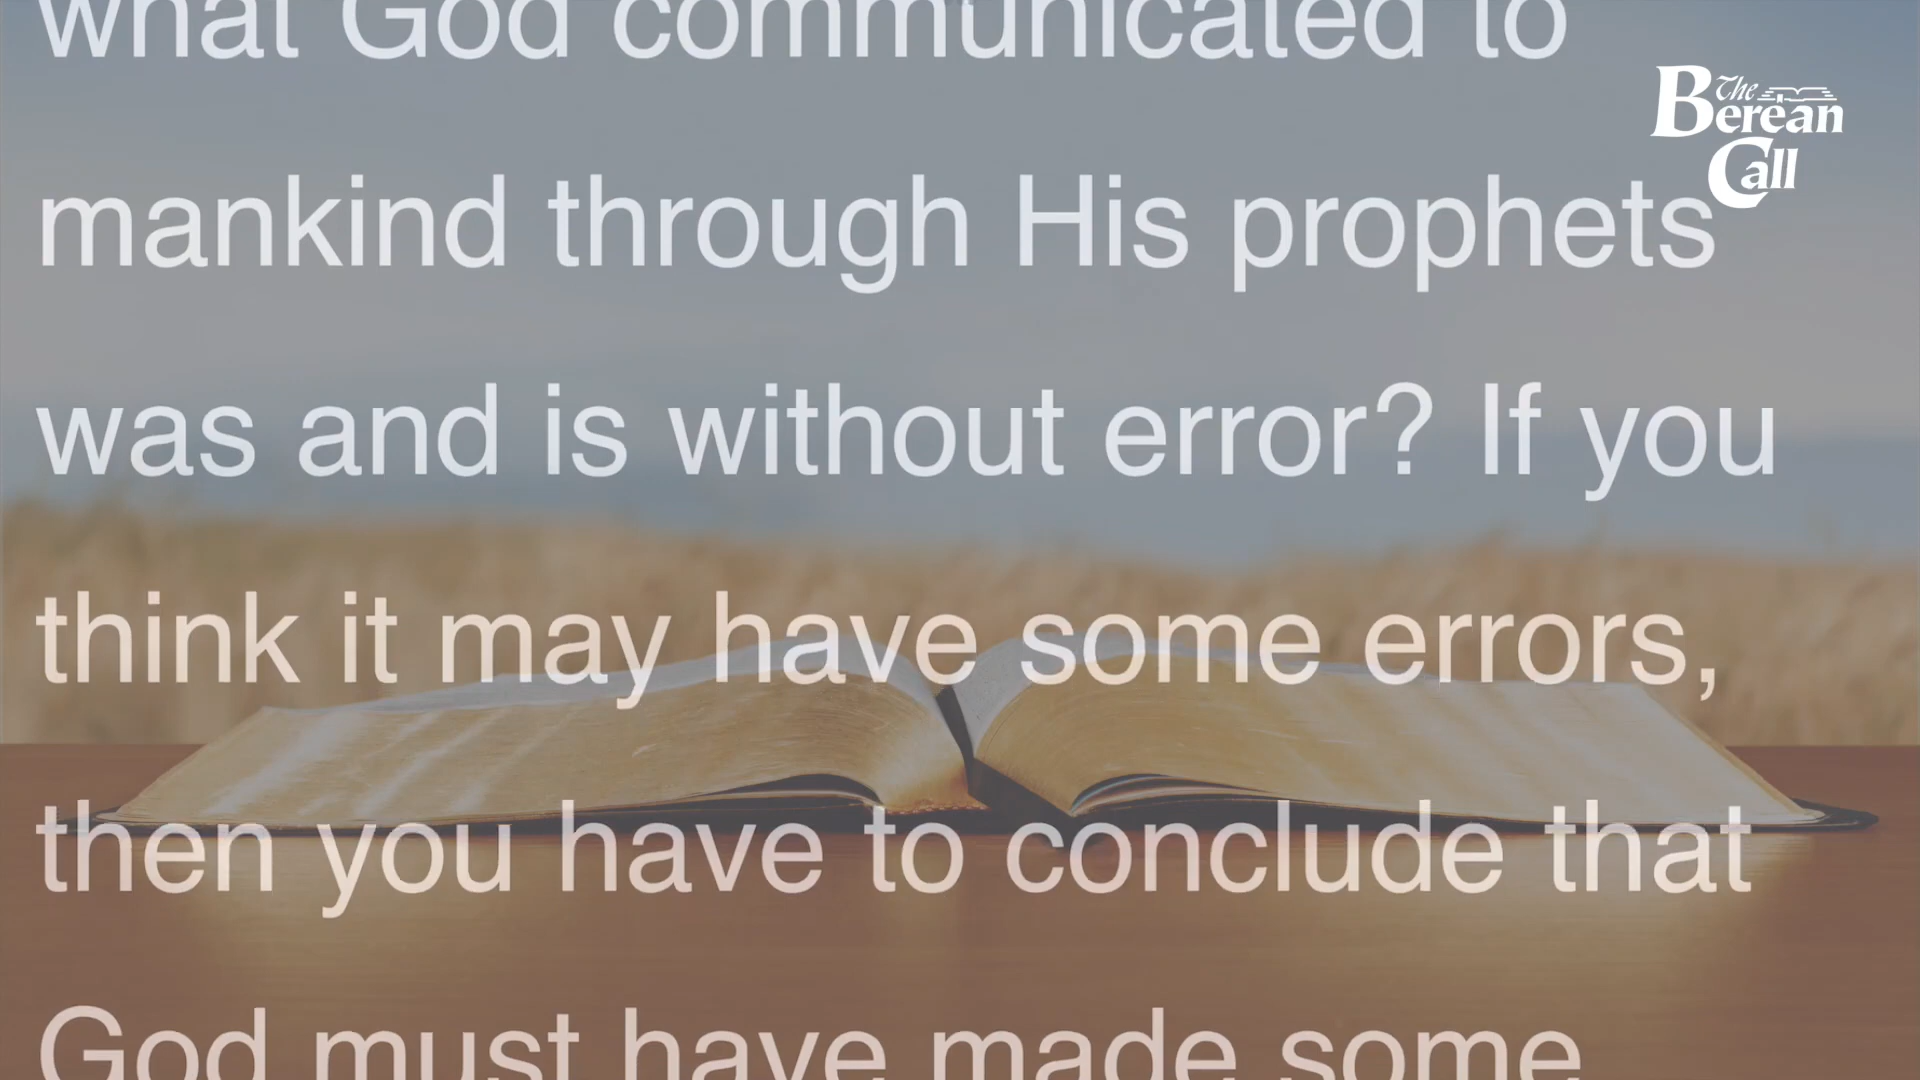 what God communicated to
The
Berean
Call
mankind through His prophets
was and is without error? If you
think it may have some errors,
then you have to conclude that
God must have made some